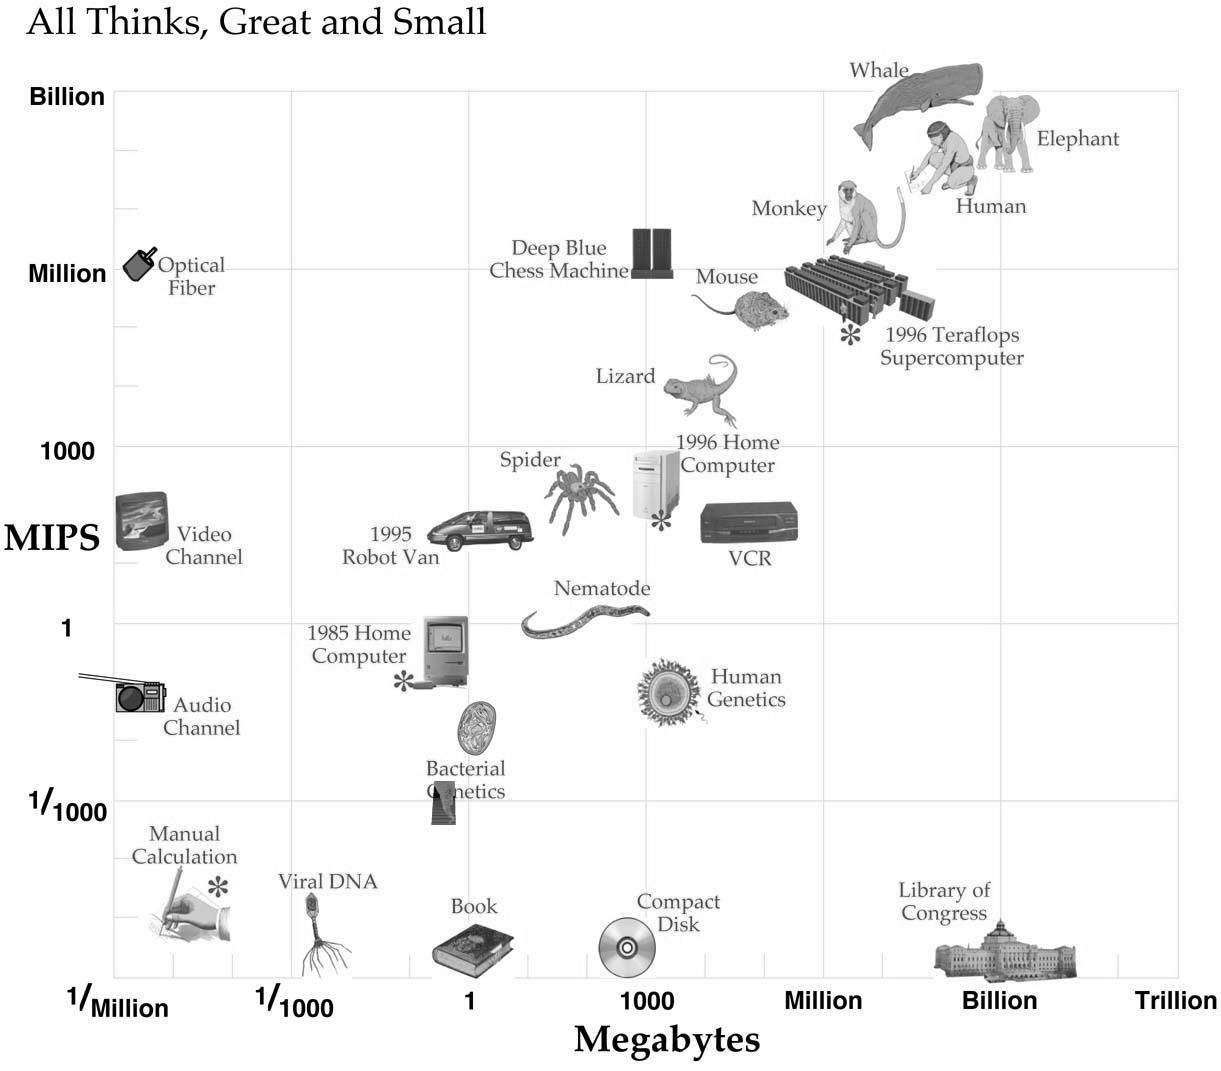 All Thinks, Great and Small
Whale
Billion
Elephant
Human
Monkey
Deep Blue
Chess Machine
Optical
Fiber
Million
Mouse
1996 Teraflops
Supercomputer
Lizard
1000
1996 Home
Computer
Spider
MIPS
Video
Channel
1995
Robot Van
VCR
Nematode
1
1985 Home
Computer
Human
Genetics
Audio
Channel
Bacterial
Genetics
1/1000
Manual
Calculation
Viral DNA
Book
Compact
Disk
Library of
Congress
1/Million
1/1000
1
1000
Million
Billion
Trillion
Megabytes